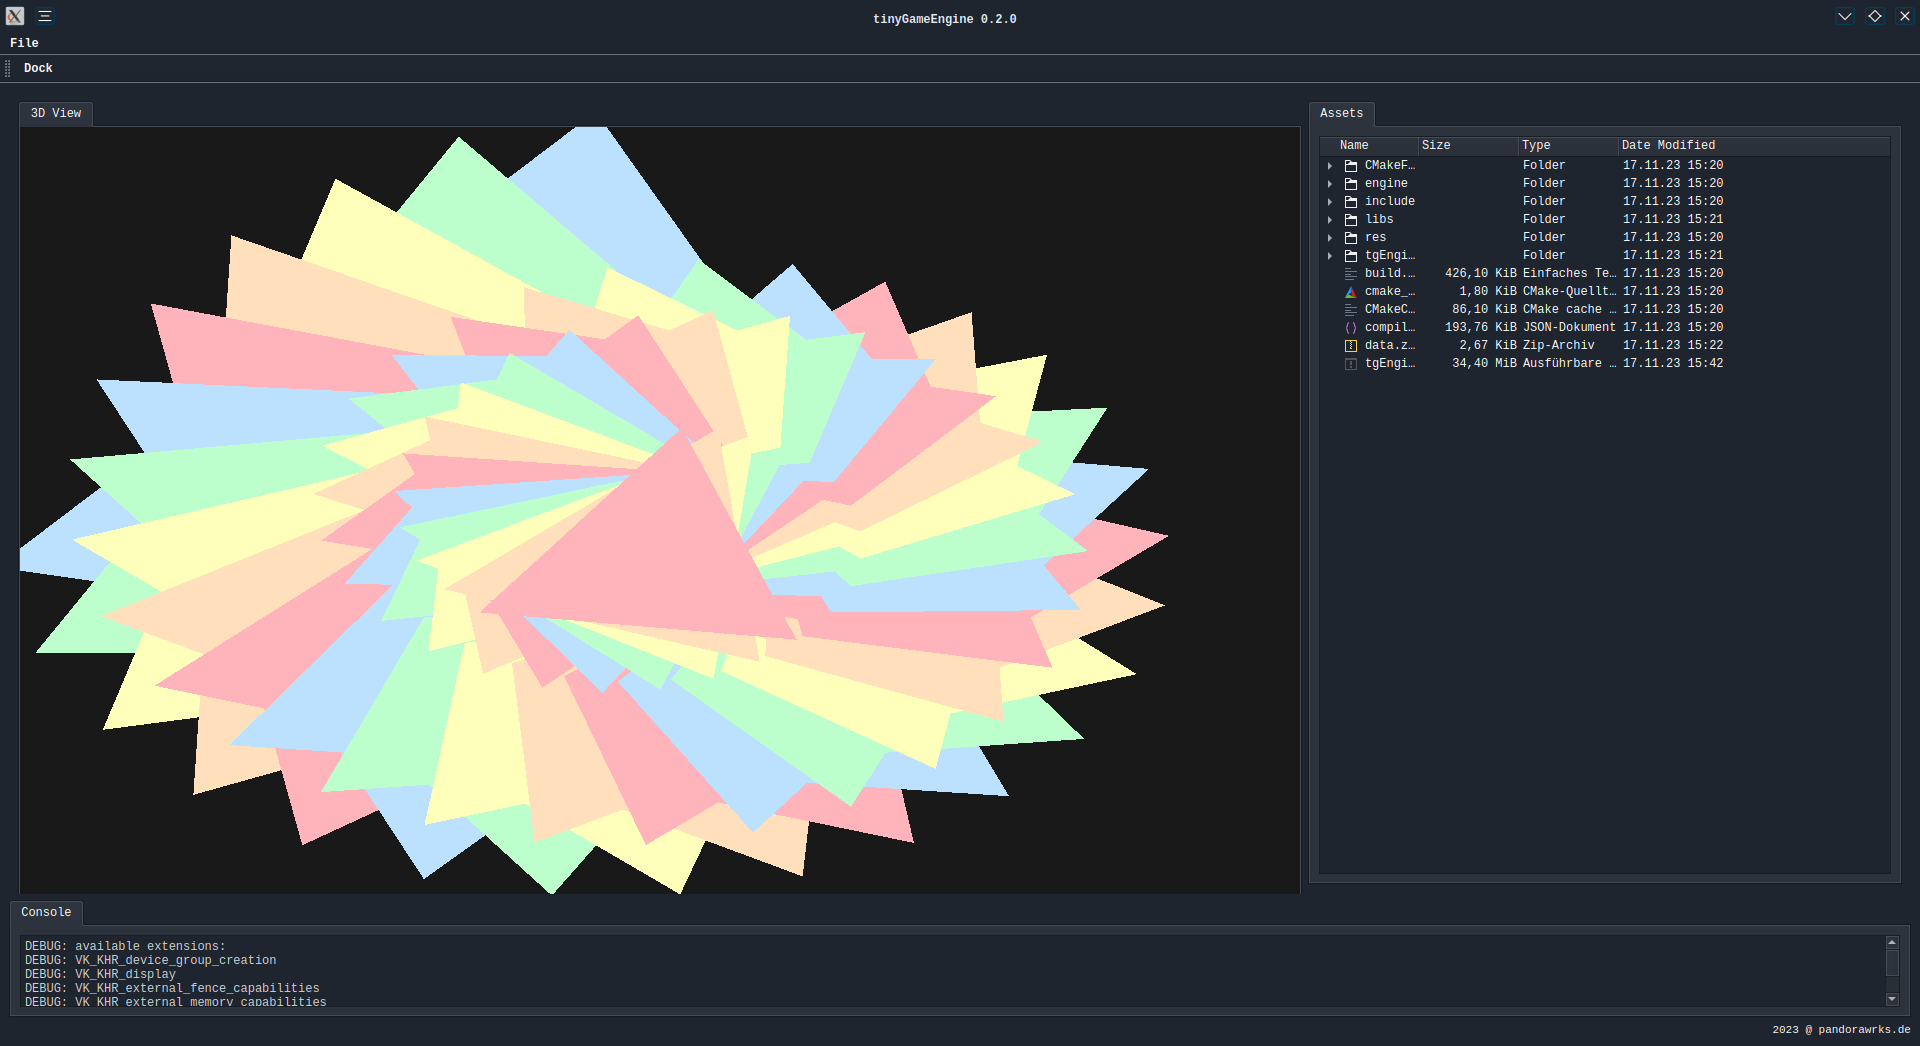 tinyGameEngine 0.2.0
File
Dock
3D View
Assets
Name Size Type Date Modified
CMakeF… Folder 17.11.23 15:20
engine Folder 17.11.23 15:20
include Folder 17.11.23 15:20
libs Folder 17.11.23 15:21
res Folder 17.11.23 15:20
tgEngi… Folder 17.11.23 15:21
build.… 426,10 KiB Einfaches Te… 17.11.23 15:20
cmake_… 1,80 KiB CMake-Quellt… 17.11.23 15:20
CMakeC… 86,10 KiB CMake cache … 17.11.23 15:20
compil… 193,76 KiB JSON-Dokument 17.11.23 15:20
data.z… 2,67 KiB Zip-Archiv 17.11.23 15:22
tgEngi… 34,40 MiB Ausführbare … 17.11.23 15:42
Console
DEBUG: available extensions:
DEBUG: VK_KHR_device_group_creation
DEBUG: VK_KHR_display
DEBUG: VK_KHR_external_fence_capabilities
DEBUG: VK_KHR_external_memory_capabilities
2023 @ pandorawrks.de